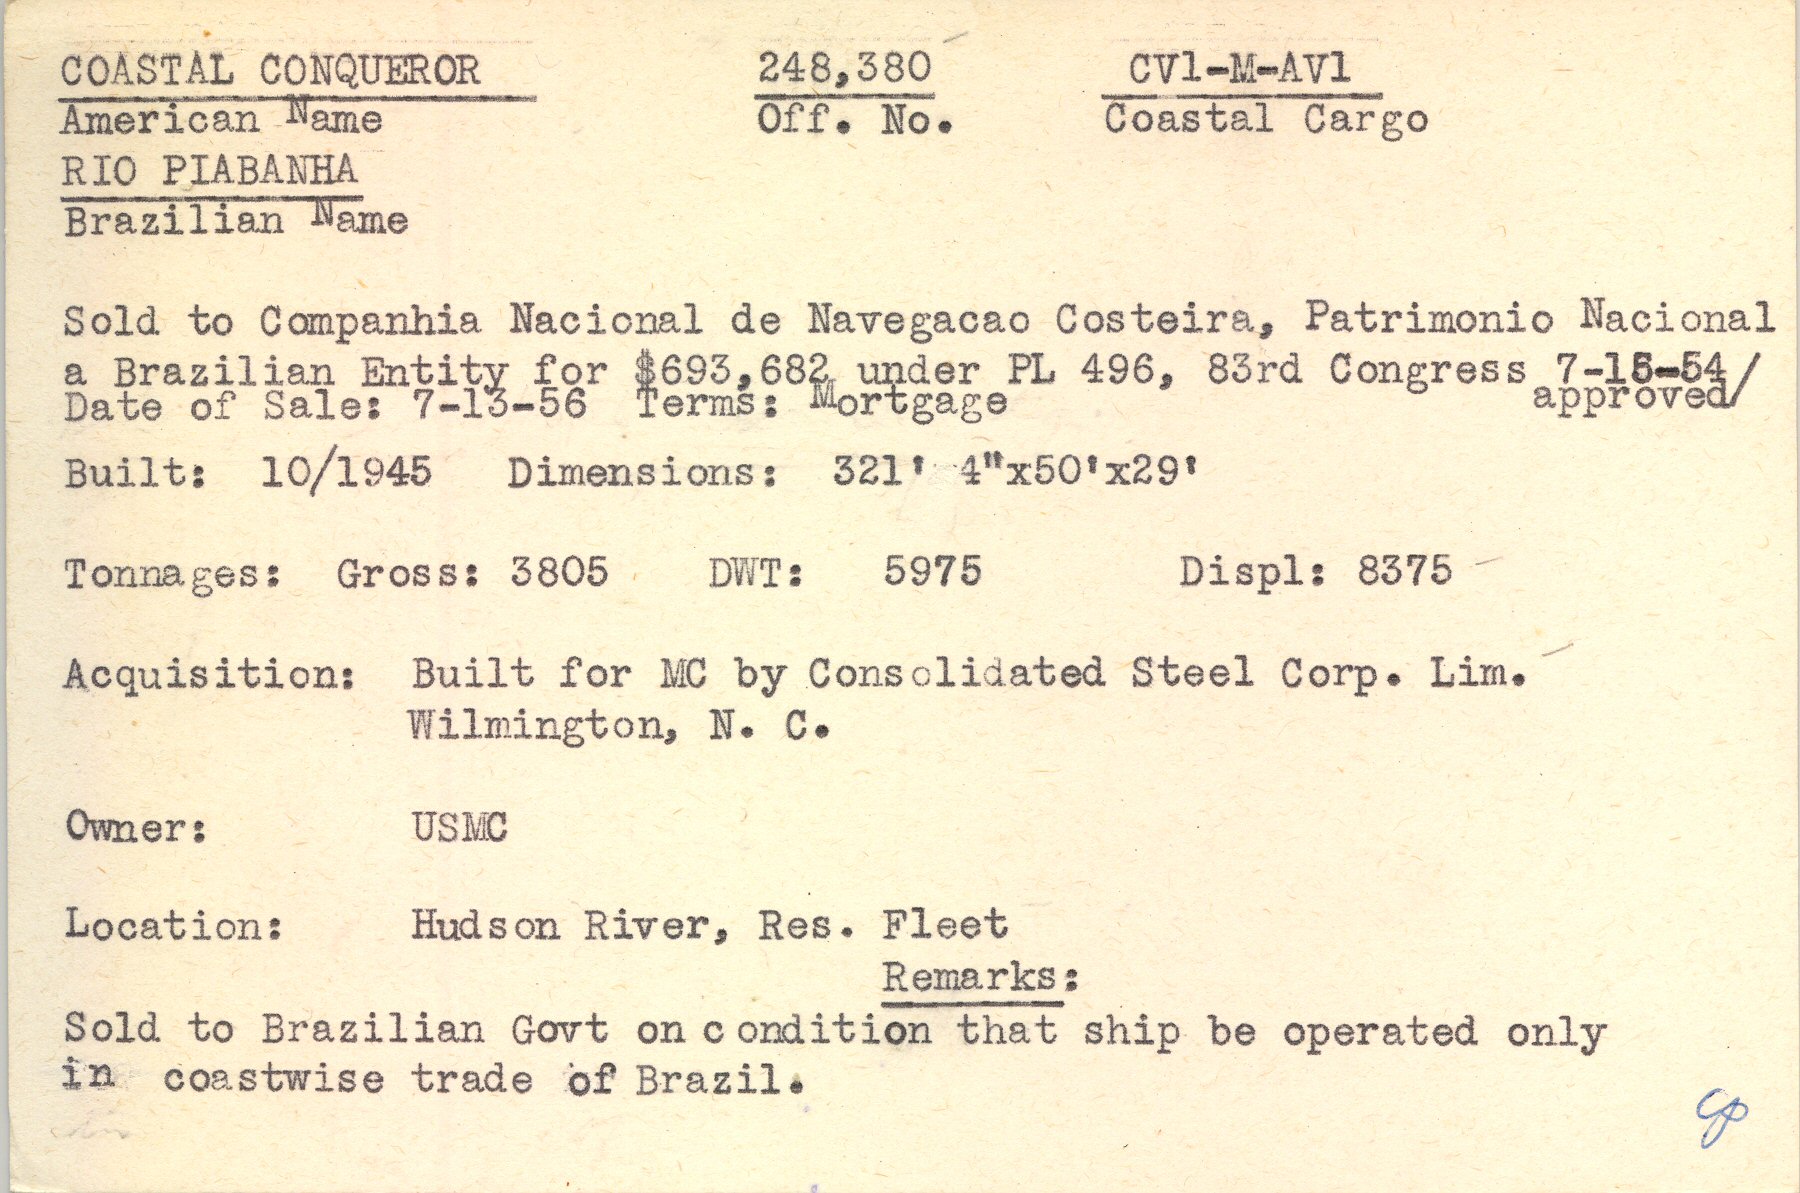 COASTAL CONQUEROR 248,380 CV1-M-AV1
American Name Off. No. Coastal Cargo
RIO PIABANHA
Brazilian Name
Sold to Companhia Nacional de Navegacao Costeira, Patrimonio Nacional
a Brazilian Entity for $693,682 under PL 496, 83rd Congress 7-15-54/
Date of Sale: 7-13-56 Terms: Mortgage approved/
Built: 10/1945 Dimensions: 321' 4"x50'x29'
Tonnages: Gross: 3805 DWT: 5975 Displ: 8375
Acquisition: Built for MC by Consolidated Steel Corp. Lim.
Wilmington, N. C.
Owner: USMC
Location: Hudson River, Res. Fleet
Remarks:
Sold to Brazilian Govt on condition that ship be operated only
in coastwise trade of Brazil.